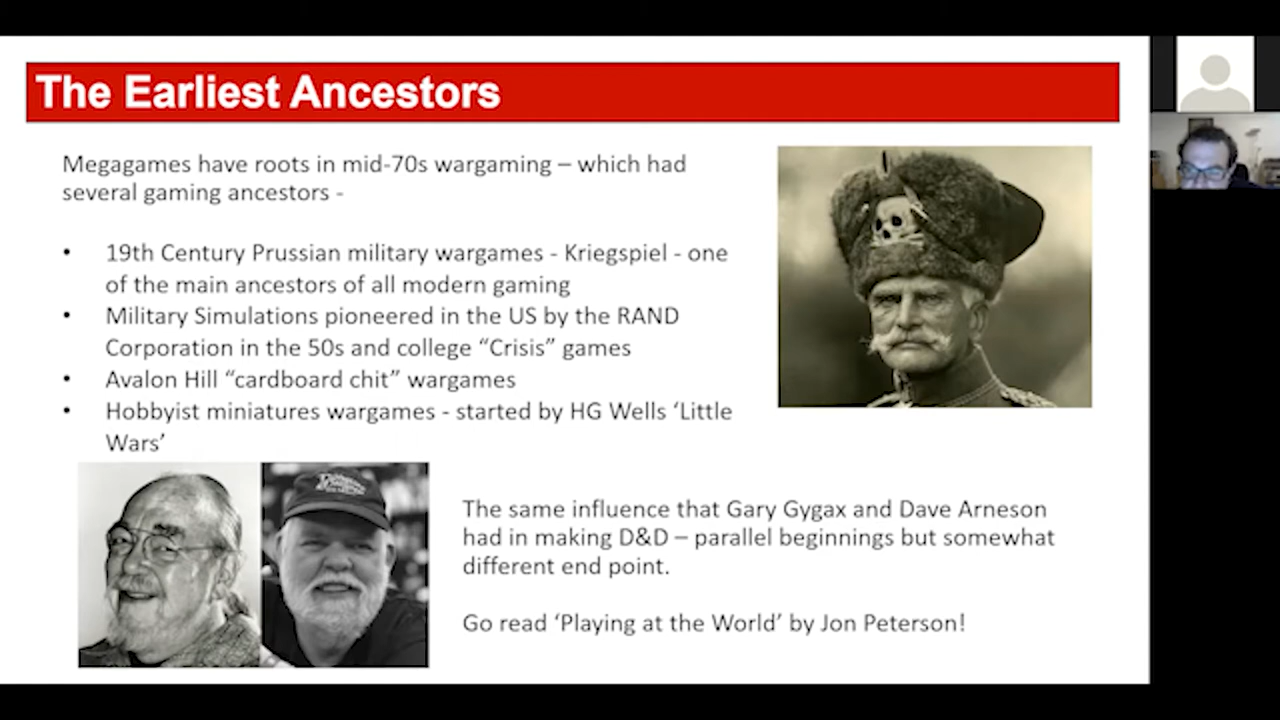 The Earliest Ancestors
Megagames have roots in mid-70s wargaming – which had
several gaming ancestors -
• 19th Century Prussian military wargames - Kriegspiel - one
of the main ancestors of all modern gaming
• Military Simulations pioneered in the US by the RAND
Corporation in the 50s and college “Crisis” games
• Avalon Hill “cardboard chit” wargames
• Hobbyist miniatures wargames - started by HG Wells ‘Little
Wars’
The same influence that Gary Gygax and Dave Arneson
had in making D&D – parallel beginnings but somewhat
different end point.
Go read ‘Playing at the World’ by Jon Peterson!